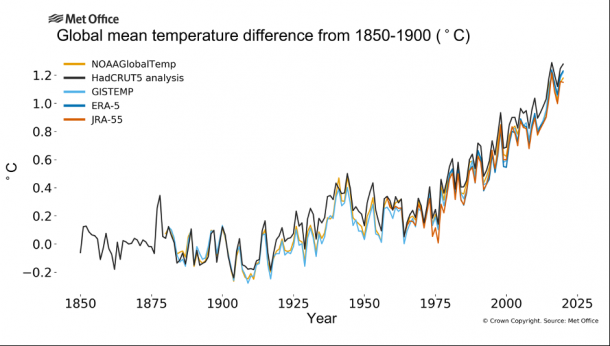 Met Office
Global mean temperature difference from 1850-1900 ( ° C)
NOAAGlobalTemp
HadCRUT5 analysis
GISTEMP
ERA-5
JRA-55
1.2
1.0
0.8
0.6
0.4
0.2
0.0
−0.2
° C
1850 1875 1900 1925 1950 1975 2000 2025
Year
© Crown Copyright. Source: Met Office